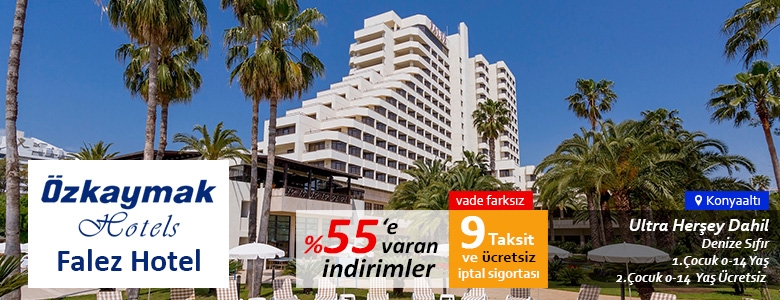 Özkaymak
Hotels
Falez Hotel
%55'e
varan
indirimler
vade farksız
9 Taksit
ve ücretsiz
iptal sigortası
Konyaaltı
Ultra Herşey Dahil
Denize Sıfır
1.Çocuk 0-14 Yaş
2.Çocuk 0-14 Yaş Ücretsiz